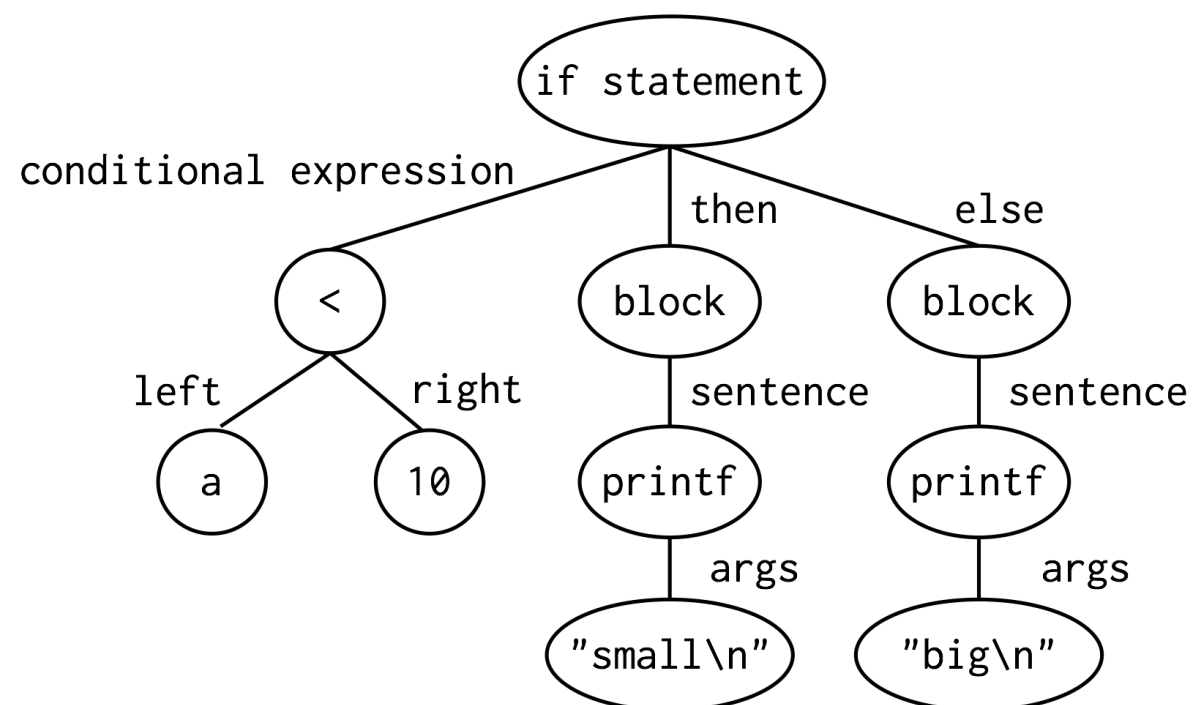 if statement
conditional expression
then
else
<
block
block
left
right
sentence
sentence
a
10
printf
printf
args
args
"small\n"
"big\n"